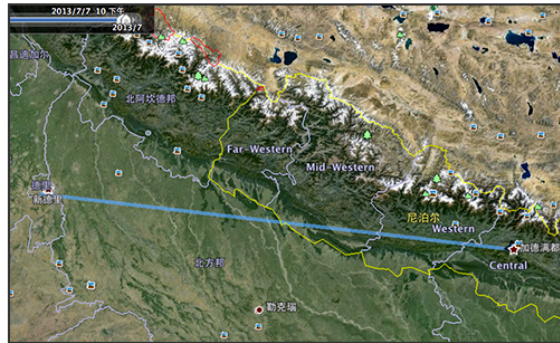 2013/7/7 10 下午
2013/7
昌迪加尔
北阿坎德邦
Far-Western
Mid-Western
德里
新德里
尼泊尔
Western
加德满都
Central
北方邦
勒克瑙